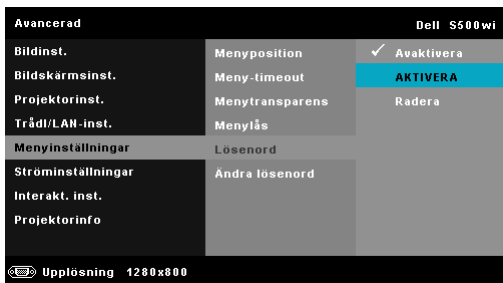 Avancerad Dell S500wi
Bildinst.
Bildskärmsinst.
Projektorinst.
Trådl/LAN-inst.
Menyinställningar
Ströminställningar
Interakt. inst.
Projektorinfo
Menyposition
Meny-timeout
Menytransparens
Menylås
Lösenord
Ändra lösenord
Avaktivera
AKTIVERA
Radera
Upplösning 1280x800